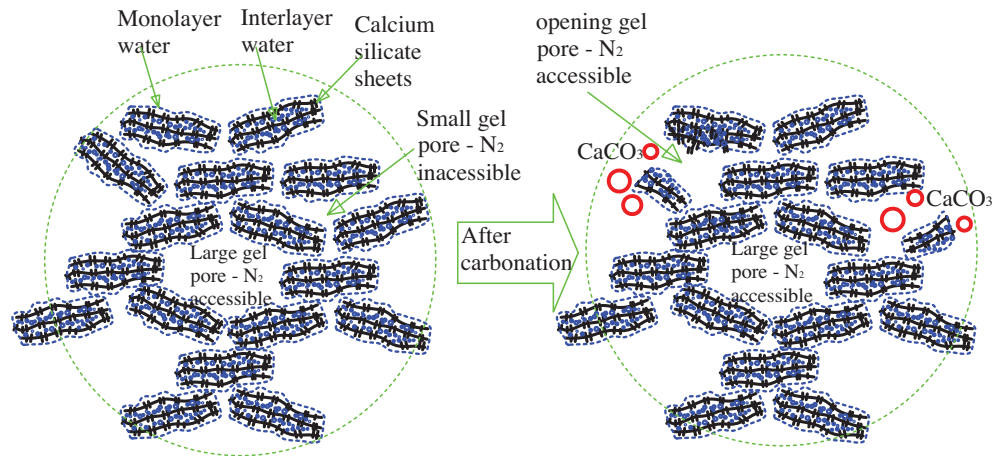 Monolayer
water
Interlayer
water
Calcium
silicate
sheets
Small gel
pore - N2
inacessible
Large gel
pore - N2
accessible
After
carbonation
opening gel
pore - N2
accessible
CaCO3
CaCO3
Large gel
pore - N2
accessible